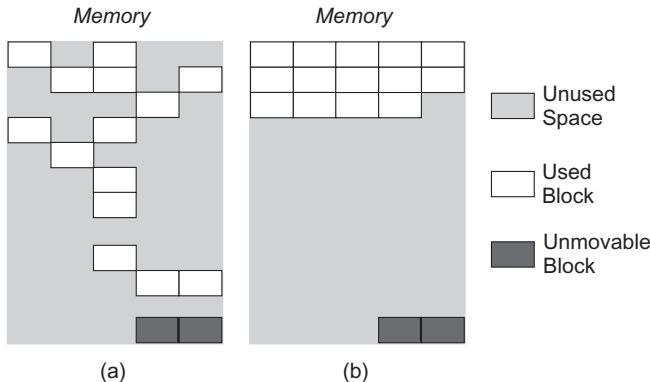 Memory
Memory
Unused
Space
Used
Block
Unmovable
Block
(a)
(b)